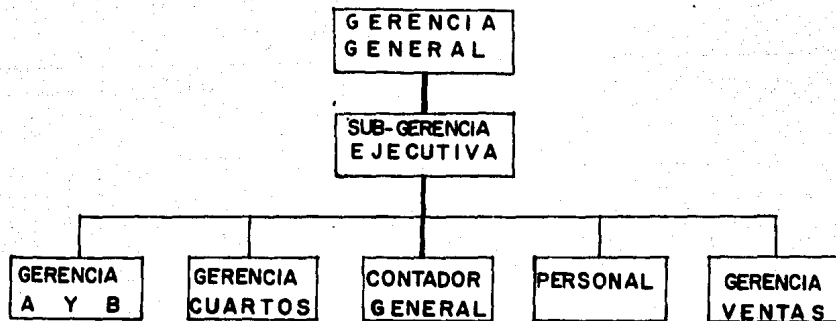 GERENCIA
GENERAL
SUB-GERENCIA
EJECUTIVA
GERENCIA
A Y B
GERENCIA
CUARTOS
CONTADOR
GENERAL
PERSONAL
GERENCIA
VENTAS